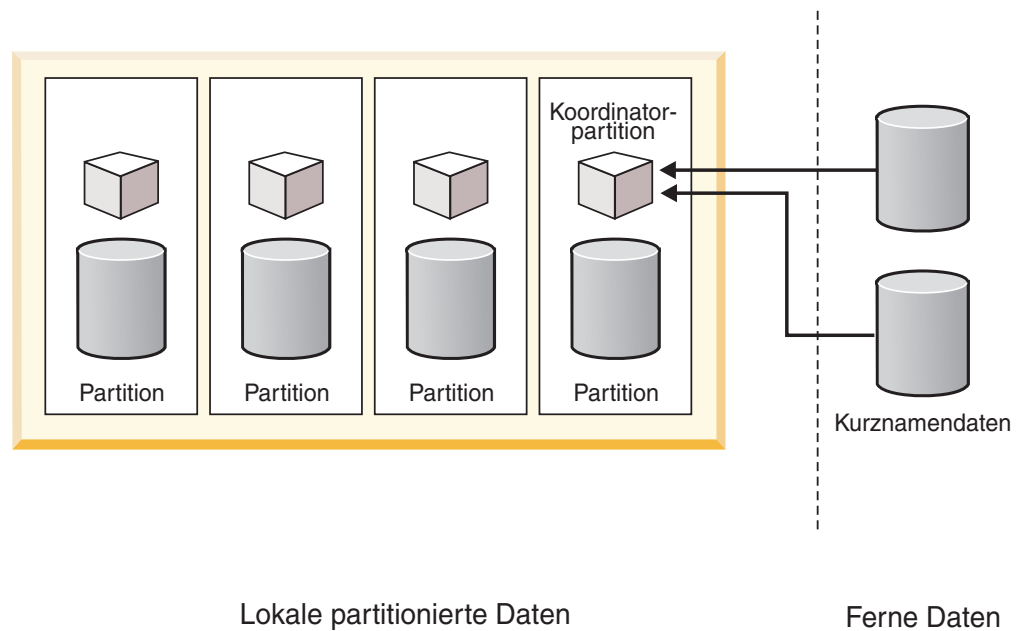 Koordinator-
partition
Partition
Partition
Partition
Partition
Kurznamendaten
Lokale partitionierte Daten
Ferne Daten